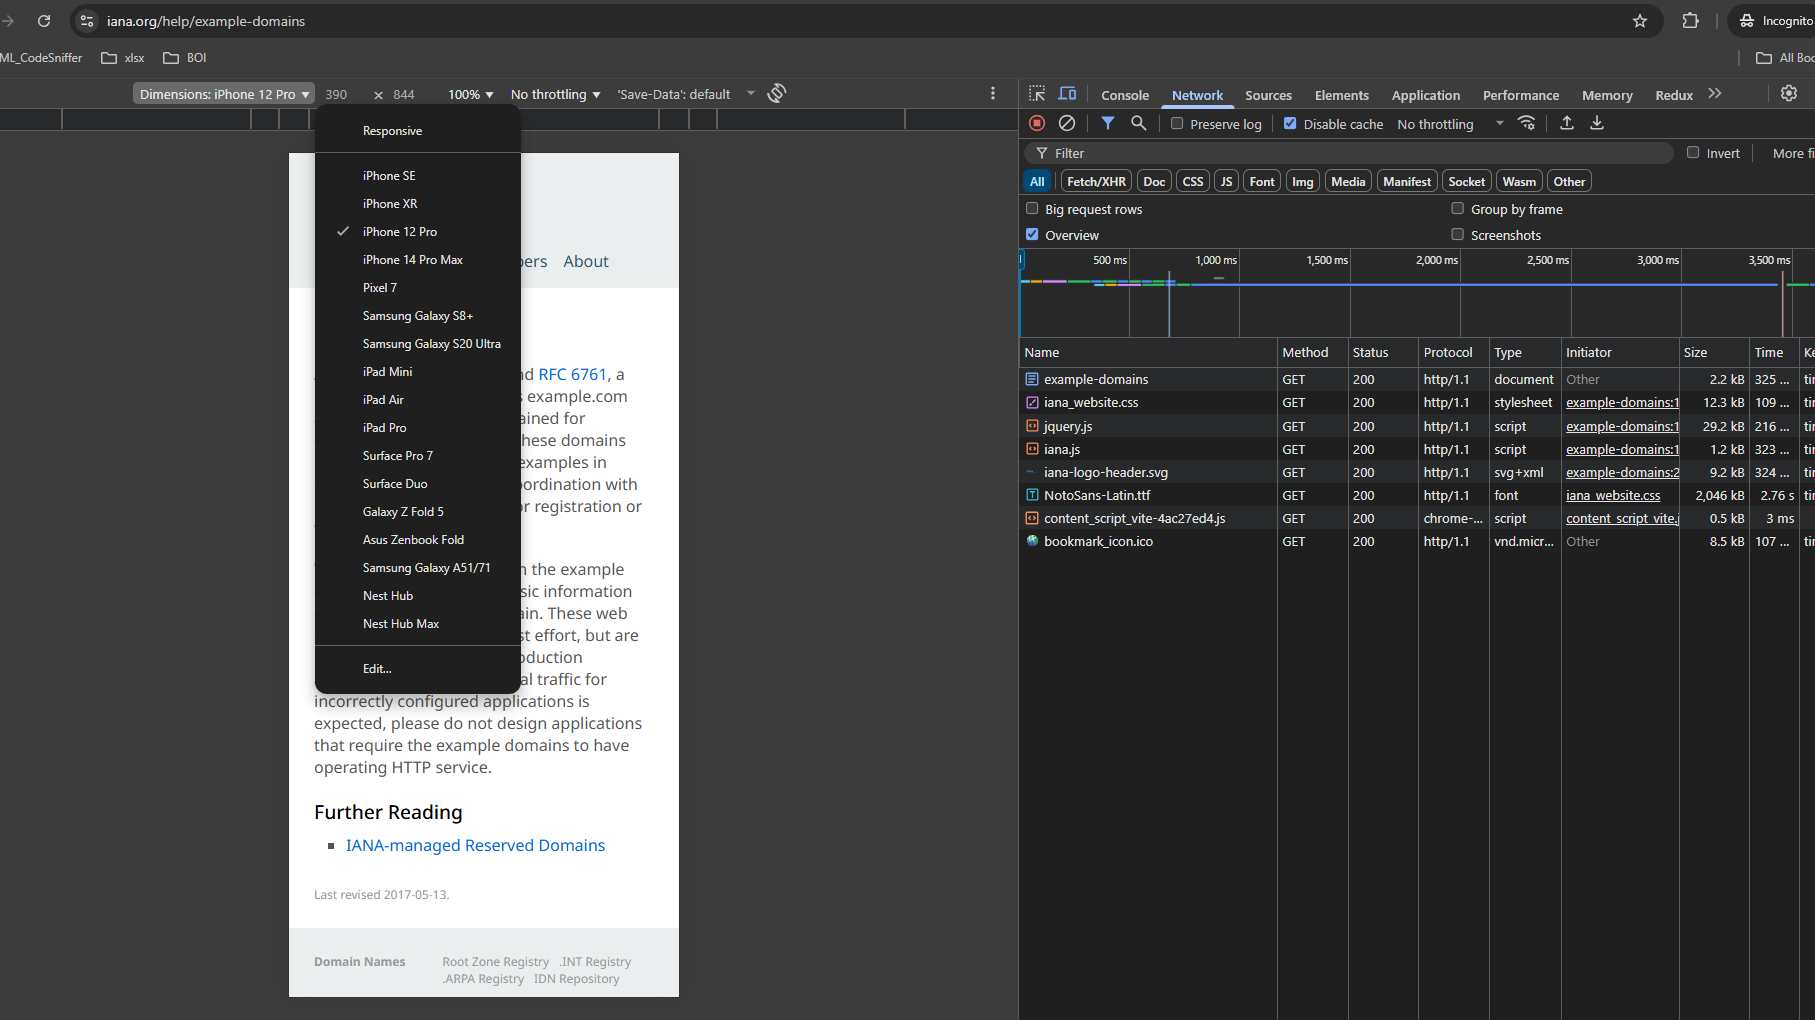 iana.org/help/example-domains
Incognito
ML_CodeSniffer xlsx BOI
All Boo
Dimensions: iPhone 12 Pro ▼ 390 × 844 100% ▼ No throttling ▼ 'Save-Data': default
Responsive
iPhone SE
iPhone XR
iPhone 12 Pro
iPhone 14 Pro Max
Pixel 7
Samsung Galaxy S8+
Samsung Galaxy S20 Ultra
iPad Mini
iPad Air
iPad Pro
Surface Pro 7
Surface Duo
Galaxy Z Fold 5
Asus Zenbook Fold
Samsung Galaxy A51/71
Nest Hub
Nest Hub Max
Edit...
bers About
nd RFC 6761, a
s example.com
ained for
hese domains
examples in
ordination with
or registration or
n the example
sic information
ain. These web
st effort, but are
oduction
al traffic for
incorrectly configured applications is
expected, please do not design applications
that require the example domains to have
operating HTTP service.
Further Reading
IANA-managed Reserved Domains
Last revised 2017-05-13.
Domain Names
Root Zone Registry .INT Registry
.ARPA Registry IDN Repository
Console Network Sources Elements Application Performance Memory Redux
Preserve log Disable cache No throttling
Filter Invert More fi
All Fetch/XHR Doc CSS JS Font Img Media Manifest Socket Wasm Other
Big request rows Group by frame
Overview Screenshots
500 ms 1,000 ms 1,500 ms 2,000 ms 2,500 ms 3,000 ms 3,500 ms
Name Method Status Protocol Type Initiator Size Time Ke
example-domains GET 200 http/1.1 document Other 2.2 kB 325 ... tir
iana_website.css GET 200 http/1.1 stylesheet example-domains:1 12.3 kB 109 ... tir
jquery.js GET 200 http/1.1 script example-domains:1 29.2 kB 216 ... tir
iana.js GET 200 http/1.1 script example-domains:1 1.2 kB 323 ... tir
iana-logo-header.svg GET 200 http/1.1 svg+xml example-domains:2 9.2 kB 324 ... tir
NotoSans-Latin.ttf GET 200 http/1.1 font iana_website.css 2,046 kB 2.76 s tir
content_script_vite-4ac27ed4.js GET 200 chrome-... script content_script_vite.j 0.5 kB 3 ms
bookmark_icon.ico GET 200 http/1.1 vnd.micr... Other 8.5 kB 107 ... tir